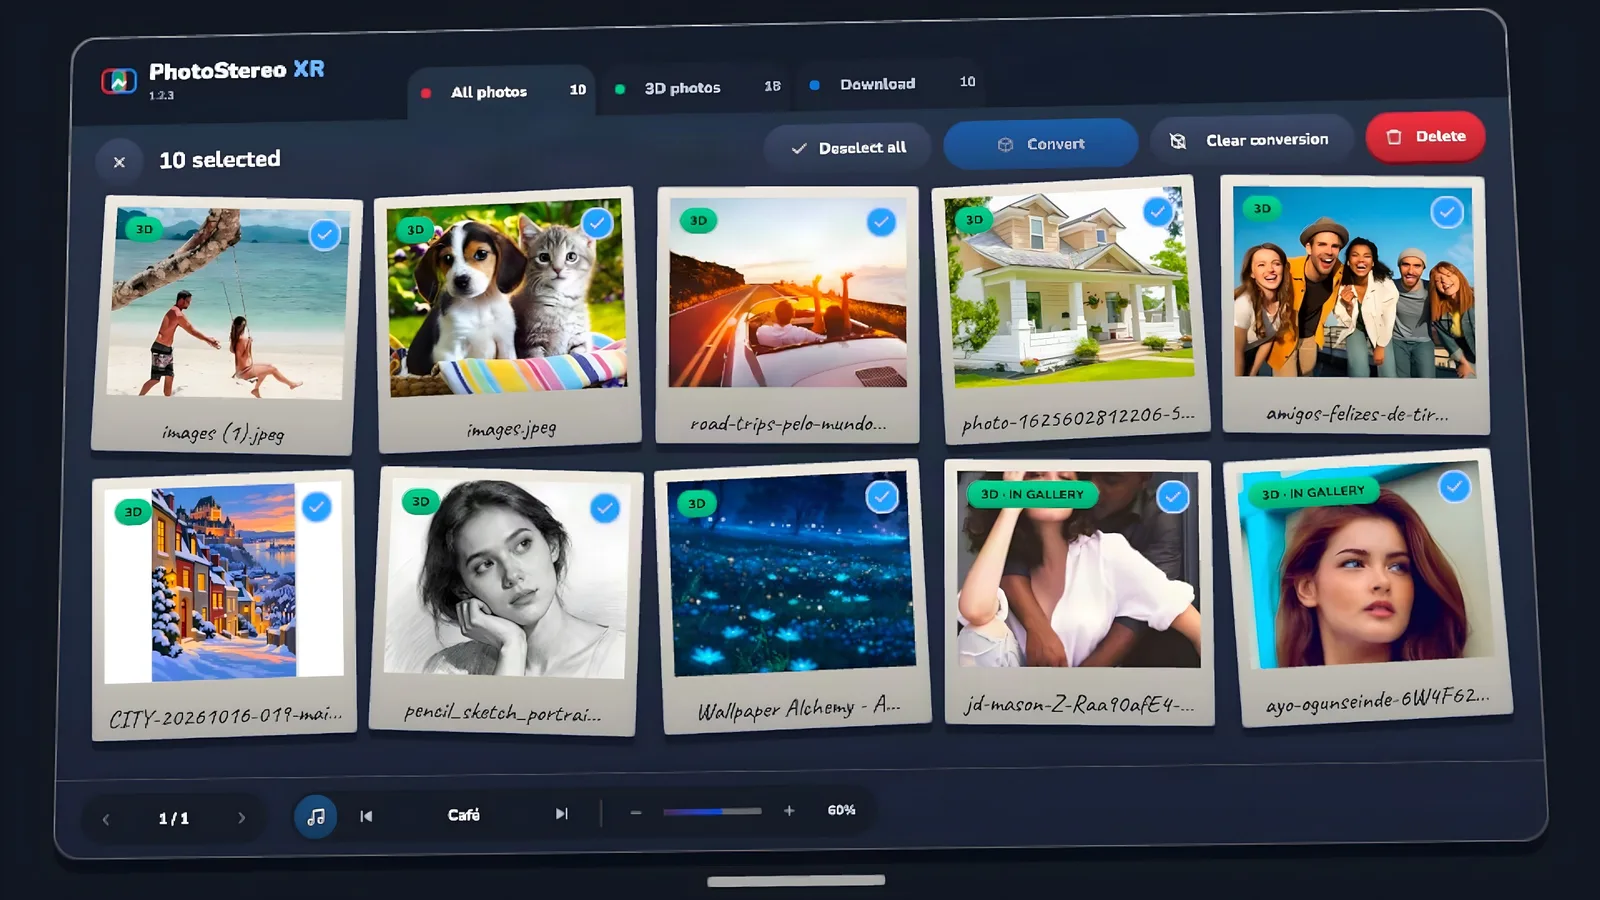 PhotoStereo XR
1.2.3
All photos 10
3D photos 18
Download 10
10 selected
Deselect all
Convert
Clear conversion
Delete
3D
3D
3D
3D
3D
images (1).jpeg
images.jpeg
road-trips-pelo-mundo...
photo-1625602812206-5...
amigos-felizes-de-tir...
3D
3D
3D
3D · IN GALLERY
3D · IN GALLERY
CITY-20261016-019-mai...
pencil_sketch_portrai...
Wallpaper Alchemy - A...
jd-mason-Z-Raa90afE4-...
ayo-ogunseinde-6W4F62...
1 / 1
Café
60%